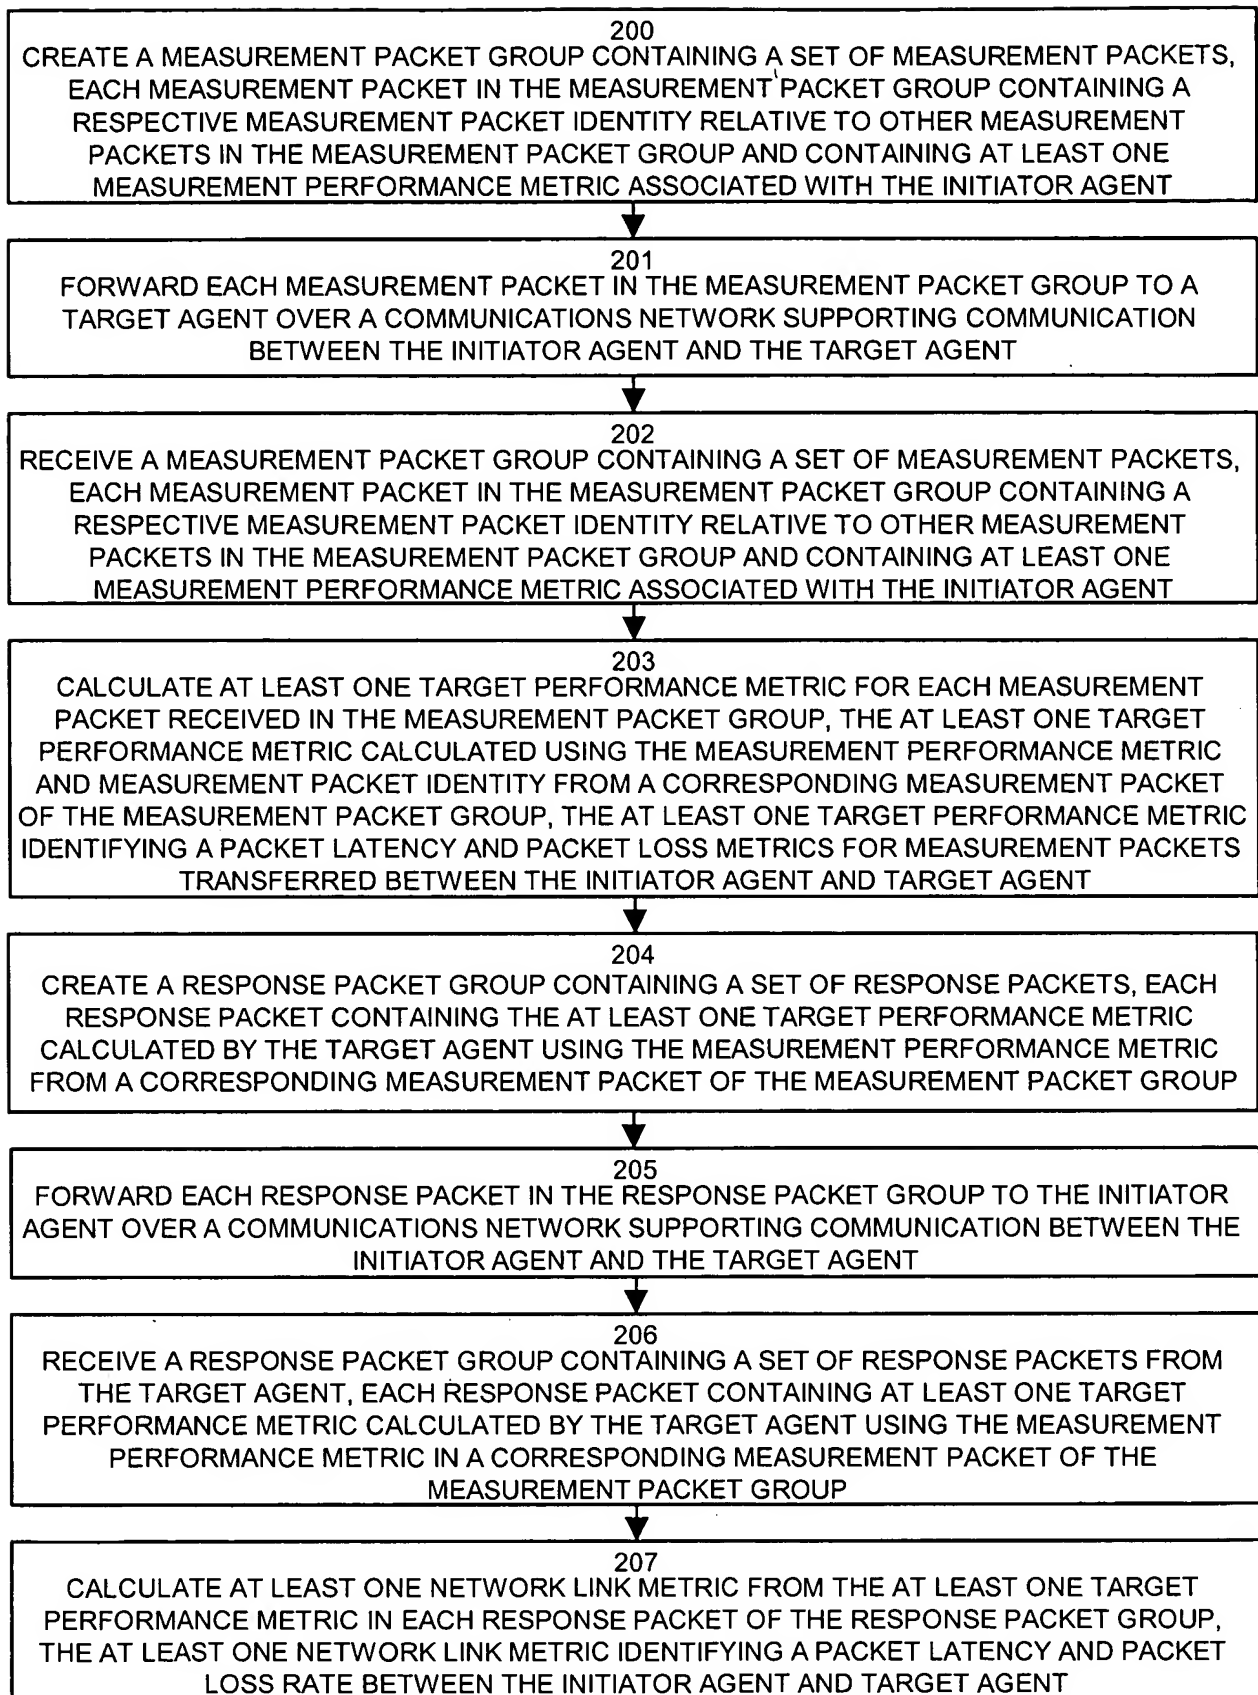 200
CREATE A MEASUREMENT PACKET GROUP CONTAINING A SET OF MEASUREMENT PACKETS,
EACH MEASUREMENT PACKET IN THE MEASUREMENT PACKET GROUP CONTAINING A
RESPECTIVE MEASUREMENT PACKET IDENTITY RELATIVE TO OTHER MEASUREMENT
PACKETS IN THE MEASUREMENT PACKET GROUP AND CONTAINING AT LEAST ONE
MEASUREMENT PERFORMANCE METRIC ASSOCIATED WITH THE INITIATOR AGENT
201
FORWARD EACH MEASUREMENT PACKET IN THE MEASUREMENT PACKET GROUP TO A
TARGET AGENT OVER A COMMUNICATIONS NETWORK SUPPORTING COMMUNICATION
BETWEEN THE INITIATOR AGENT AND THE TARGET AGENT
202
RECEIVE A MEASUREMENT PACKET GROUP CONTAINING A SET OF MEASUREMENT PACKETS,
EACH MEASUREMENT PACKET IN THE MEASUREMENT PACKET GROUP CONTAINING A
RESPECTIVE MEASUREMENT PACKET IDENTITY RELATIVE TO OTHER MEASUREMENT
PACKETS IN THE MEASUREMENT PACKET GROUP AND CONTAINING AT LEAST ONE
MEASUREMENT PERFORMANCE METRIC ASSOCIATED WITH THE INITIATOR AGENT
203
CALCULATE AT LEAST ONE TARGET PERFORMANCE METRIC FOR EACH MEASUREMENT
PACKET RECEIVED IN THE MEASUREMENT PACKET GROUP, THE AT LEAST ONE TARGET
PERFORMANCE METRIC CALCULATED USING THE MEASUREMENT PERFORMANCE METRIC
AND MEASUREMENT PACKET IDENTITY FROM A CORRESPONDING MEASUREMENT PACKET
OF THE MEASUREMENT PACKET GROUP, THE AT LEAST ONE TARGET PERFORMANCE METRIC
IDENTIFYING A PACKET LATENCY AND PACKET LOSS METRICS FOR MEASUREMENT PACKETS
TRANSFERRED BETWEEN THE INITIATOR AGENT AND TARGET AGENT
204
CREATE A RESPONSE PACKET GROUP CONTAINING A SET OF RESPONSE PACKETS, EACH
RESPONSE PACKET CONTAINING THE AT LEAST ONE TARGET PERFORMANCE METRIC
CALCULATED BY THE TARGET AGENT USING THE MEASUREMENT PERFORMANCE METRIC
FROM A CORRESPONDING MEASUREMENT PACKET OF THE MEASUREMENT PACKET GROUP
205
FORWARD EACH RESPONSE PACKET IN THE RESPONSE PACKET GROUP TO THE INITIATOR
AGENT OVER A COMMUNICATIONS NETWORK SUPPORTING COMMUNICATION BETWEEN THE
INITIATOR AGENT AND THE TARGET AGENT
206
RECEIVE A RESPONSE PACKET GROUP CONTAINING A SET OF RESPONSE PACKETS FROM
THE TARGET AGENT, EACH RESPONSE PACKET CONTAINING AT LEAST ONE TARGET
PERFORMANCE METRIC CALCULATED BY THE TARGET AGENT USING THE MEASUREMENT
PERFORMANCE METRIC IN A CORRESPONDING MEASUREMENT PACKET OF THE
MEASUREMENT PACKET GROUP
207
CALCULATE AT LEAST ONE NETWORK LINK METRIC FROM THE AT LEAST ONE TARGET
PERFORMANCE METRIC IN EACH RESPONSE PACKET OF THE RESPONSE PACKET GROUP,
THE AT LEAST ONE NETWORK LINK METRIC IDENTIFYING A PACKET LATENCY AND PACKET
LOSS RATE BETWEEN THE INITIATOR AGENT AND TARGET AGENT